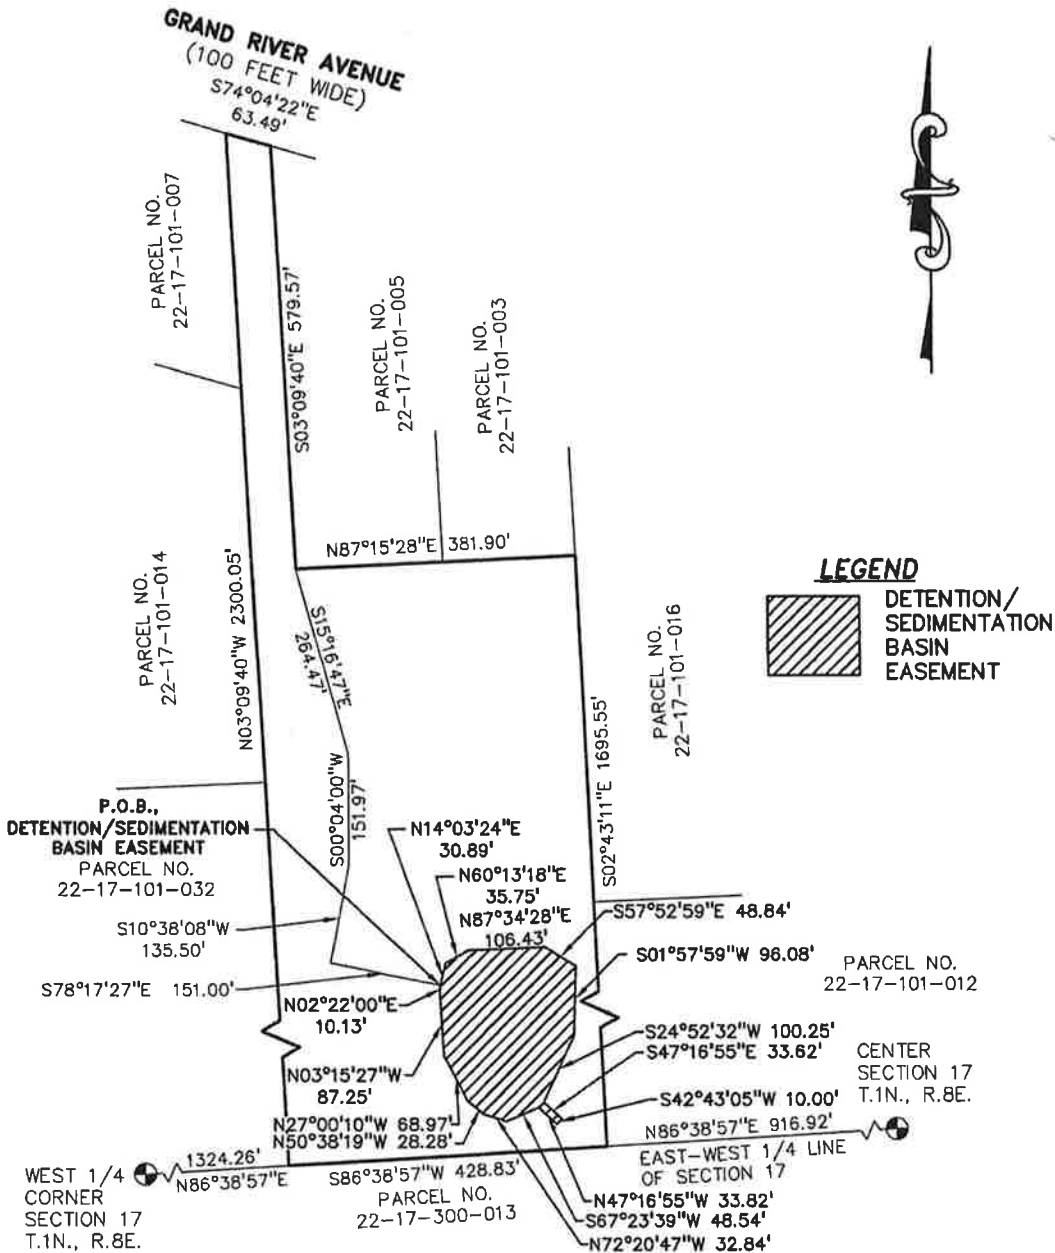 GRAND RIVER AVENUE
(100 FEET WIDE)
S74°04'22"E
63.49'
PARCEL NO.
22-17-101-007
S03°09'40"E 579.57'
PARCEL NO.
22-17-101-005
PARCEL NO.
22-17-101-003
N87°15'28"E 381.90'
PARCEL NO.
22-17-101-014
N03°09'40"W 2300.05'
S15°16'47"E
264.47'
LEGEND
DETENTION/
SEDIMENTATION
BASIN
EASEMENT
PARCEL NO.
22-17-101-016
S02°43'11"E 1695.55'
S00°04'00"W
151.97'
P.O.B.,
DETENTION/SEDIMENTATION
BASIN EASEMENT
PARCEL NO.
22-17-101-032
N14°03'24"E
30.89'
N60°13'18"E
35.75'
N87°34'28"E
106.43'
S57°52'59"E 48.84'
S10°38'08"W
135.50'
S01°57'59"W 96.08'
PARCEL NO.
22-17-101-012
S78°17'27"E 151.00'
N02°22'00"E
10.13'
S24°52'32"W 100.25'
S47°16'55"E 33.62'
CENTER
SECTION 17
T.1N., R.8E.
N03°15'27"W
87.25'
S42°43'05"W 10.00'
N27°00'10"W 68.97'
N50°38'19"W 28.28'
N86°38'57"E 916.92'
EAST-WEST 1/4 LINE
OF SECTION 17
WEST 1/4
CORNER
SECTION 17
T.1N., R.8E.
1324.26'
N86°38'57"E
S86°38'57"W 428.83'
PARCEL NO.
22-17-300-013
N47°16'55"W 33.82'
S67°23'39"W 48.54'
N72°20'47"W 32.84'